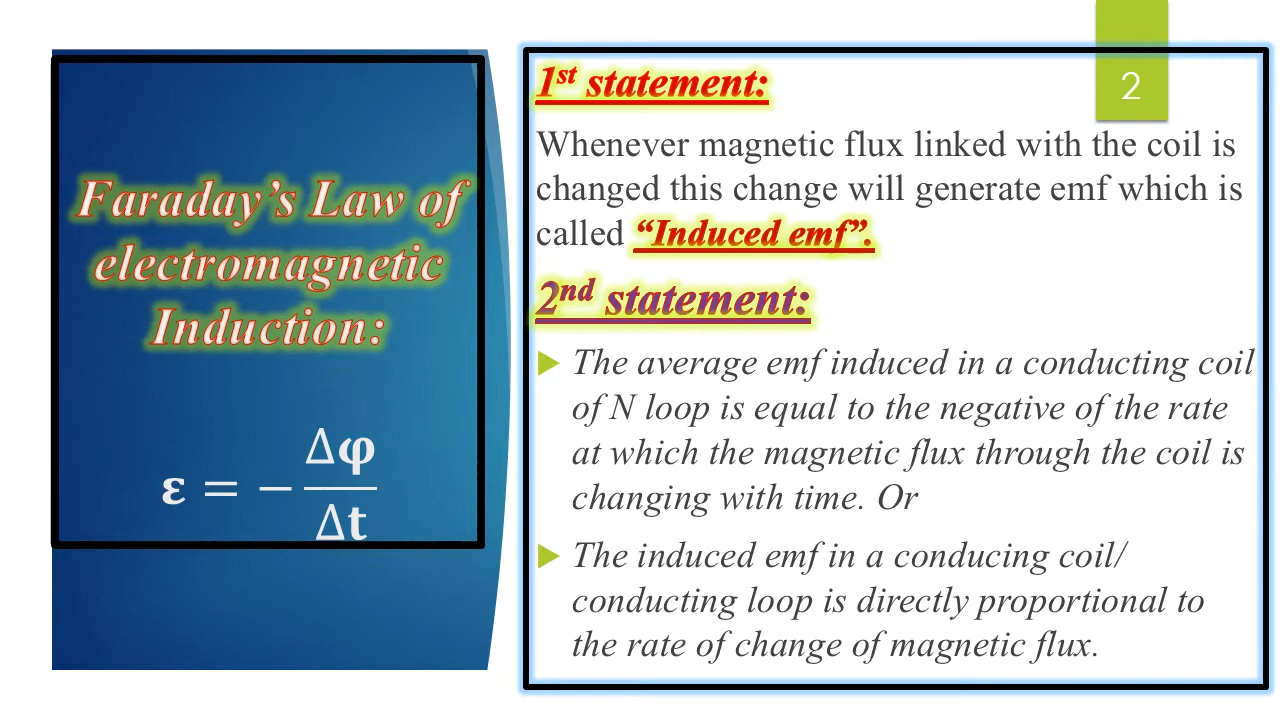 Faraday’s Law of
electromagnetic
Induction:
ε = − Δφ/Δt
2
1st statement:
Whenever magnetic flux linked with the coil is
changed this change will generate emf which is
called “Induced emf”.
2nd statement:
The average emf induced in a conducting coil
of N loop is equal to the negative of the rate
at which the magnetic flux through the coil is
changing with time. Or
The induced emf in a conducing coil/
conducting loop is directly proportional to
the rate of change of magnetic flux.